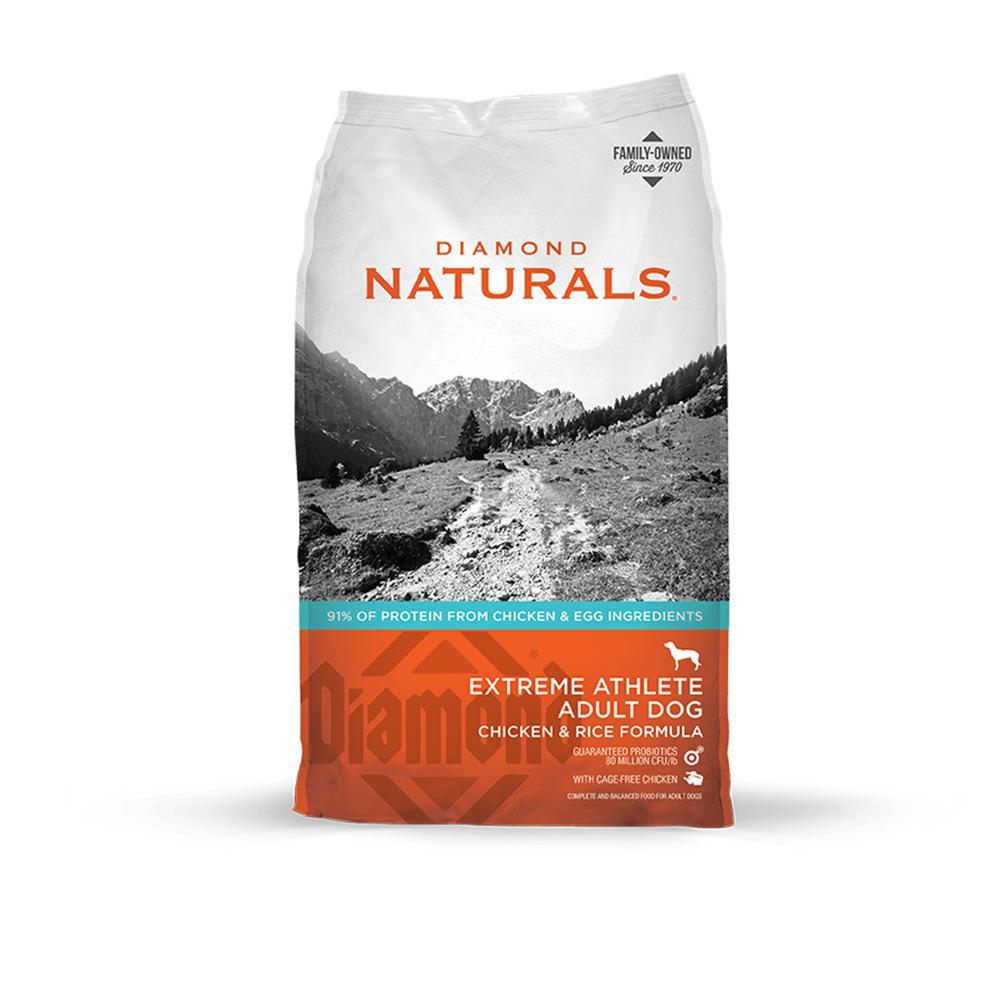 FAMILY-OWNED
Since 1970
DIAMOND
NATURALS®
91% OF PROTEIN FROM CHICKEN & EGG INGREDIENTS
Diamond®
EXTREME ATHLETE
ADULT DOG
CHICKEN & RICE FORMULA
GUARANTEED PROBIOTICS
80 MILLION CFU/lb
WITH CAGE-FREE CHICKEN
COMPLETE AND BALANCED FOOD FOR ADULT DOGS